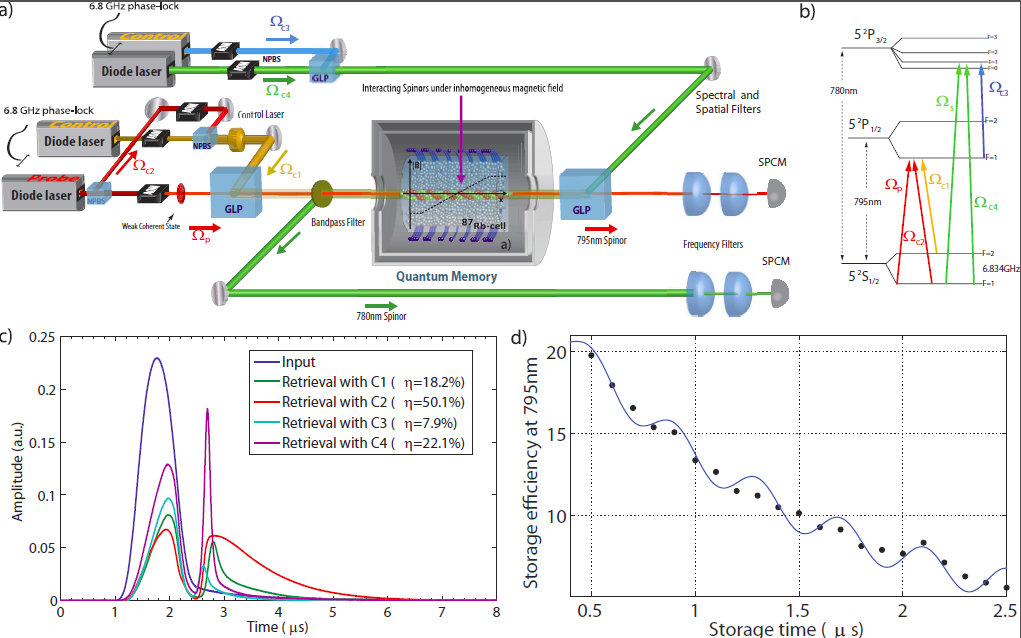 a)
6.8 GHz phase-lock
Control
Diode laser
NPBS
Ωc3
Ωc4
GLP
Interacting Spinors under inhomogeneous magnetic field
Spectral and
Spatial Filters
6.8 GHz phase-lock
Control
Diode laser
Control Laser
NPBS
Ωc2
Ωc1
Probe
Diode laser
NPBS
Weak Coherent State
Ωp
GLP
Bandpass Filter
|B|
87Rb-cell
a)
Quantum Memory
GLP
795nm Spinor
Frequency Filters
SPCM
SPCM
780nm Spinor
b)
5 ²P3/2
F=3
F=2
F=1
F=0
780nm
Ωs
Ωc3
5 ²P1/2
F=2
F=1
795nm
Ωp
Ωc1
Ωc2
Ωc4
F=2
6.834GHz
5 ²S1/2
F=1
c)
0.25
0.2
0.15
0.1
0.05
0
Amplitude (a.u.)
Input
Retrieval with C1 ( η=18.2%)
Retrieval with C2 ( η=50.1%)
Retrieval with C3 ( η=7.9%)
Retrieval with C4 ( η=22.1%)
0 1 2 3 4 5 6 7 8
Time ( μs)
d)
20
15
10
Storage efficiency at 795nm
0.5 1 1.5 2 2.5
Storage time ( μ s)